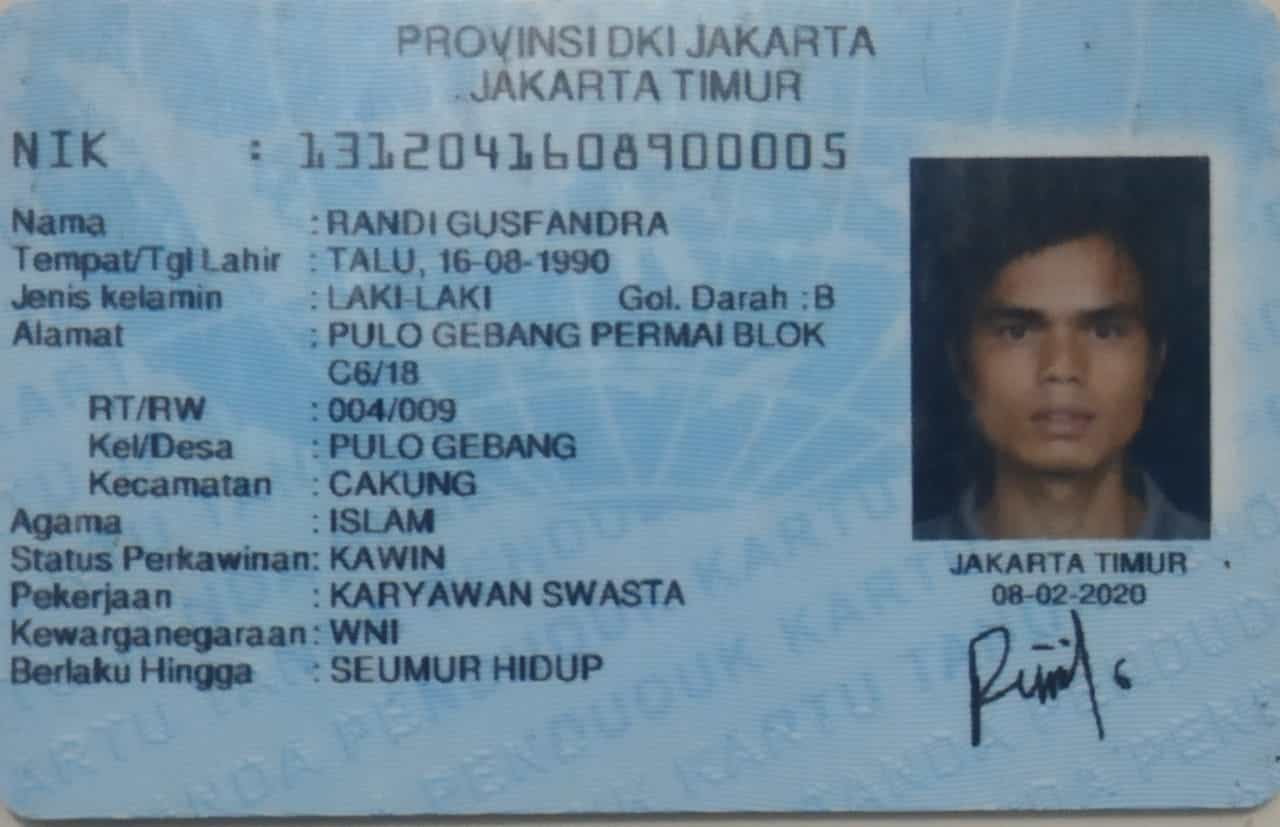 PROVINSI DKI JAKARTA
JAKARTA TIMUR
NIK : 1312041608900005
Nama : RANDI GUSFANDRA
Tempat/Tgl Lahir : TALU, 16-08-1990
Jenis kelamin : LAKI-LAKI Gol. Darah : B
Alamat : PULO GEBANG PERMAI BLOK
C6/18
RT/RW : 004/009
Kel/Desa : PULO GEBANG
Kecamatan : CAKUNG
Agama : ISLAM
Status Perkawinan: KAWIN
Pekerjaan : KARYAWAN SWASTA
Kewarganegaraan: WNI
Berlaku Hingga : SEUMUR HIDUP
JAKARTA TIMUR
08-02-2020